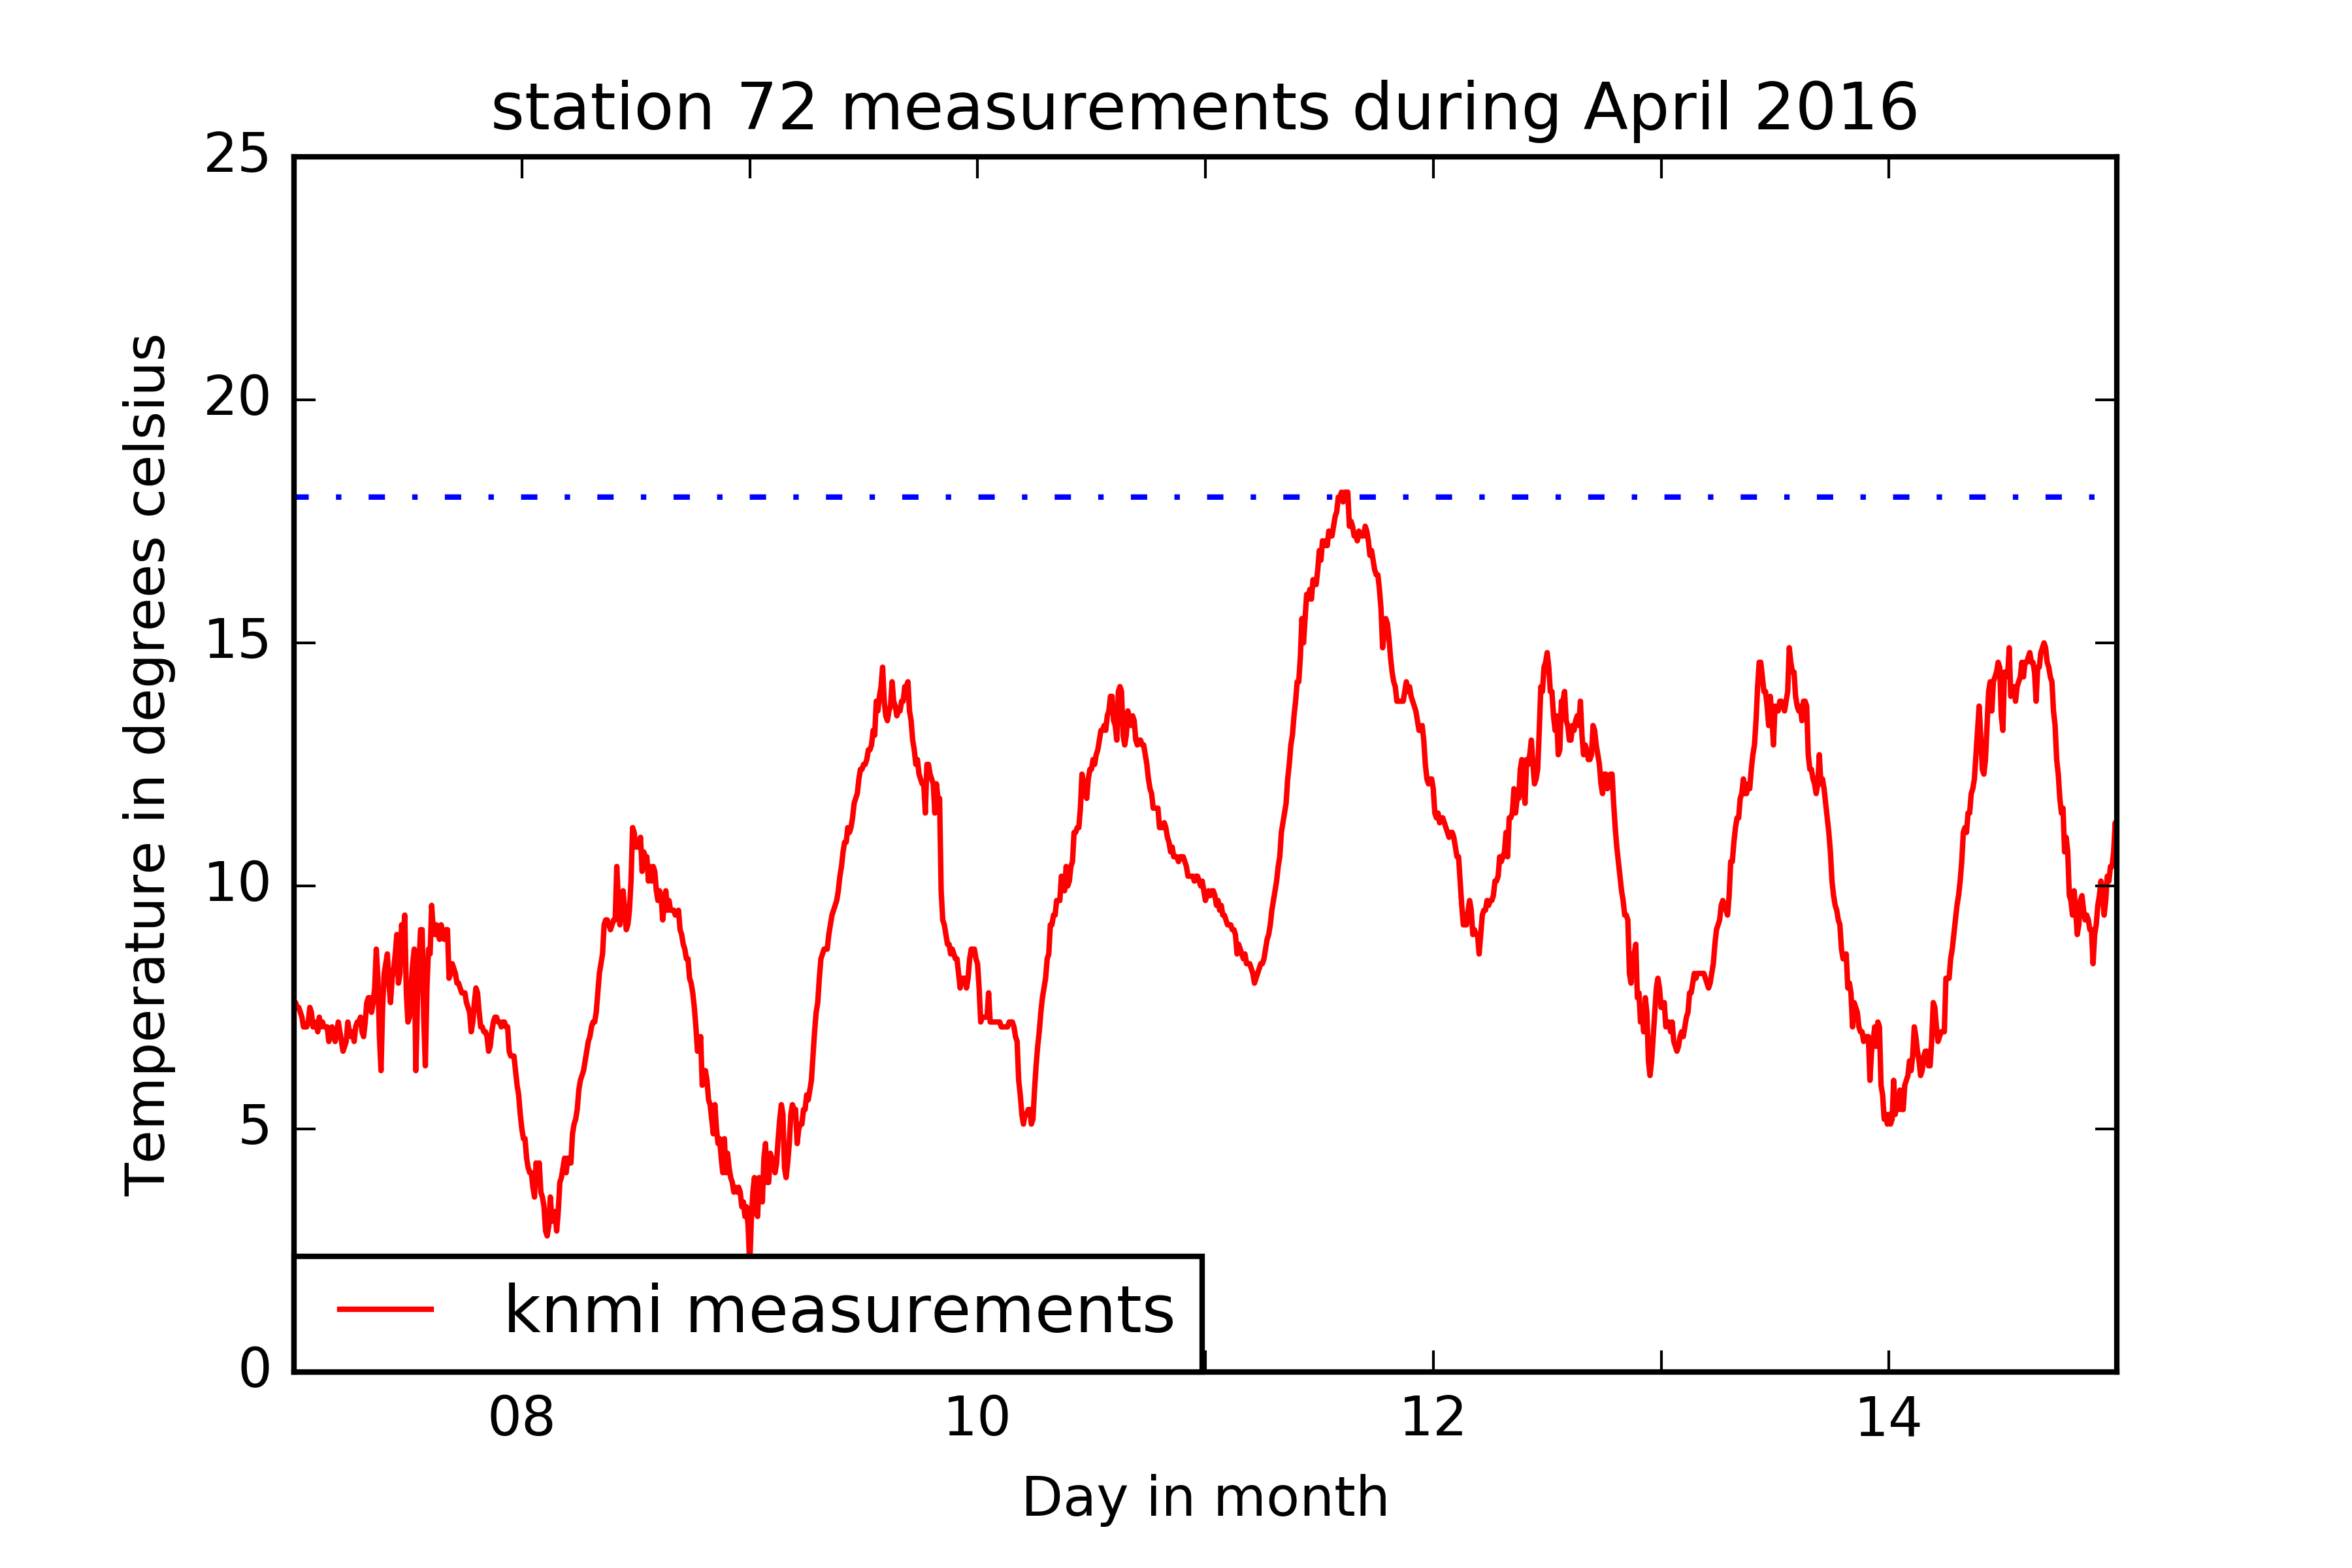 station 72 measurements during April 2016
25
20
15
10
5
0
Temperature in degrees celsius
knmi measurements
08 10 12 14
Day in month